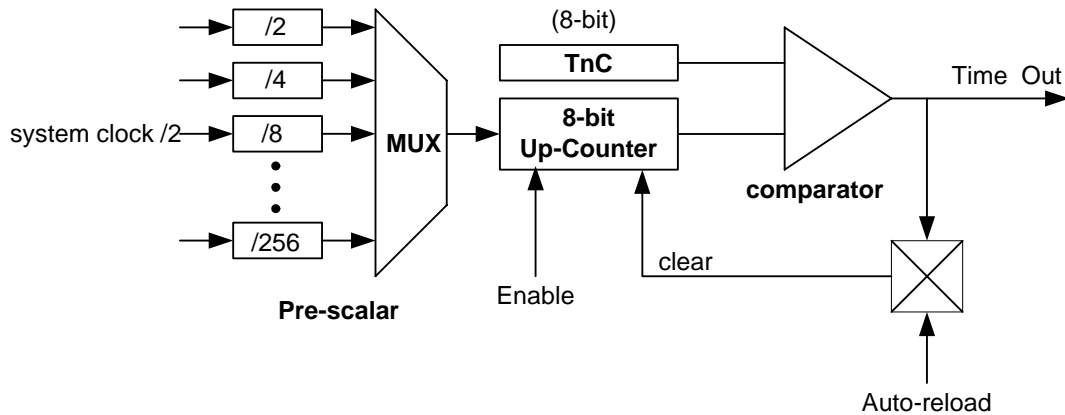 /2
/4
system clock /2
/8
/256
MUX
Pre-scalar
(8-bit)
TnC
8-bit
Up-Counter
Enable
clear
comparator
Time Out
Auto-reload